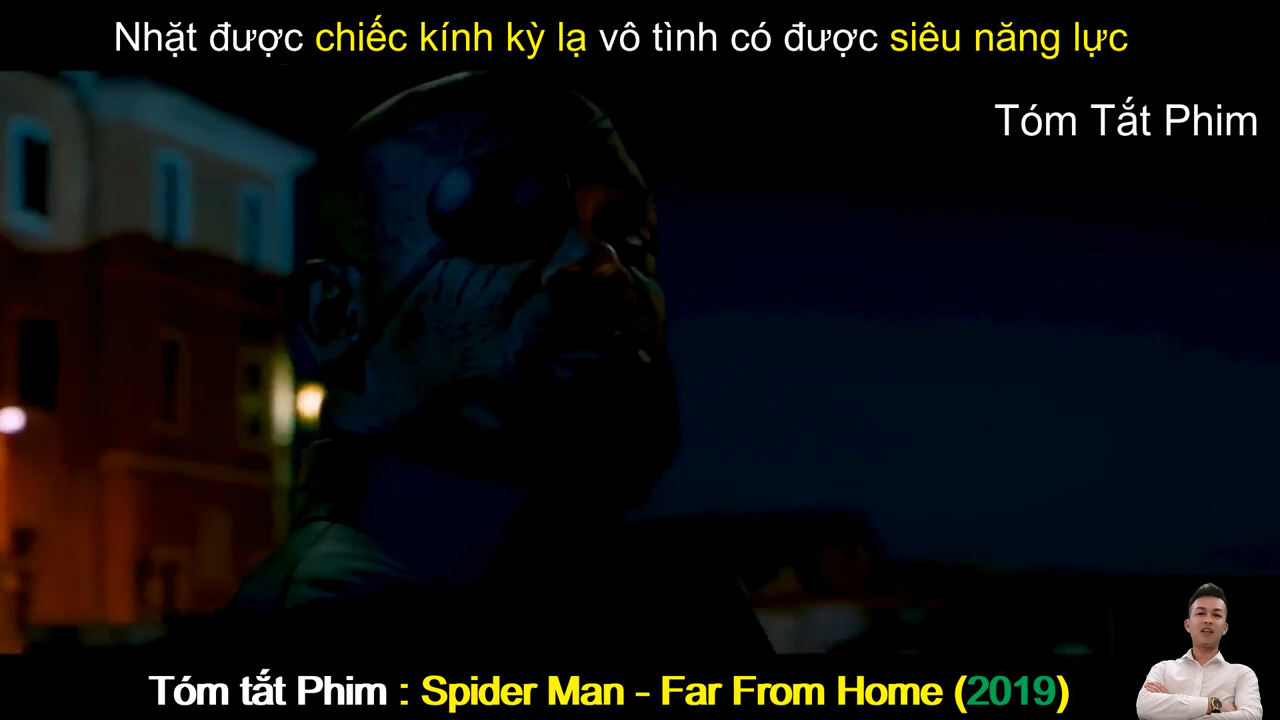 Nhặt được chiếc kính kỳ lạ vô tình có được siêu năng lực
Tóm Tắt Phim
Tóm tắt Phim : Spider Man - Far From Home (2019)